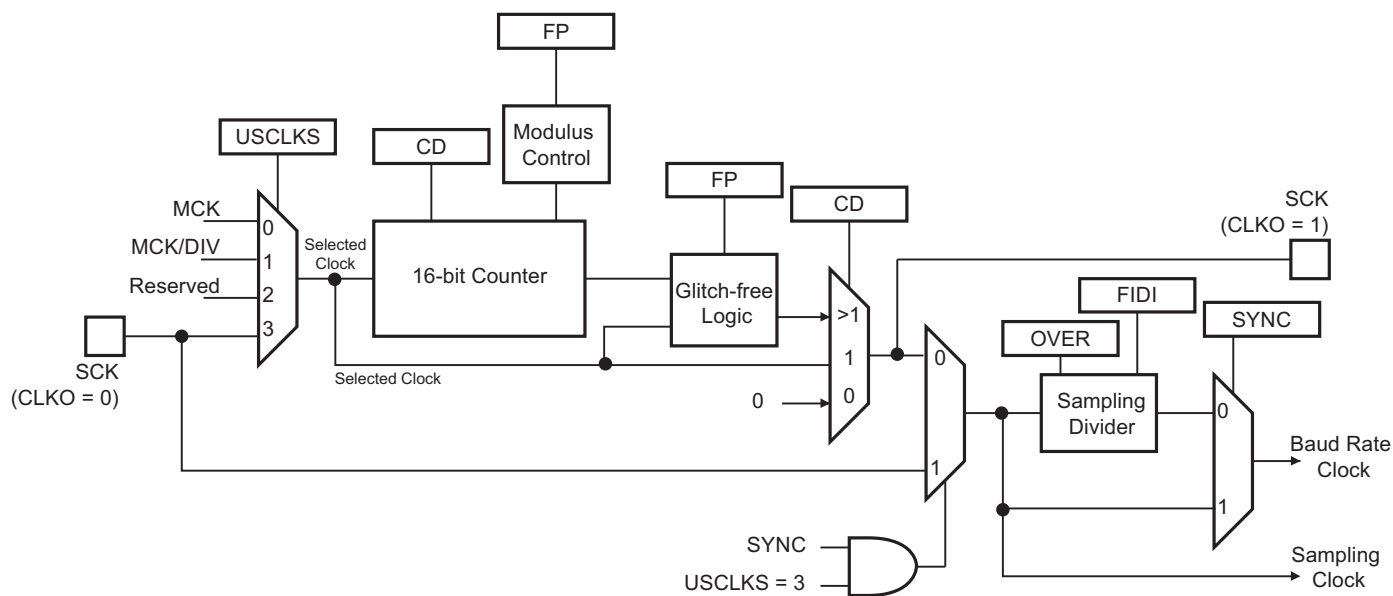 FP
USCLKS
CD
Modulus
Control
FP
CD
SCK
(CLKO = 1)
MCK
MCK/DIV
Reserved
0
1
2
3
Selected
Clock
16-bit Counter
Glitch-free
Logic
>1
1
0
FIDI
OVER
SYNC
SCK
(CLKO = 0)
Selected Clock
0
0
1
Sampling
Divider
0
1
Baud Rate
Clock
SYNC
USCLKS = 3
Sampling
Clock